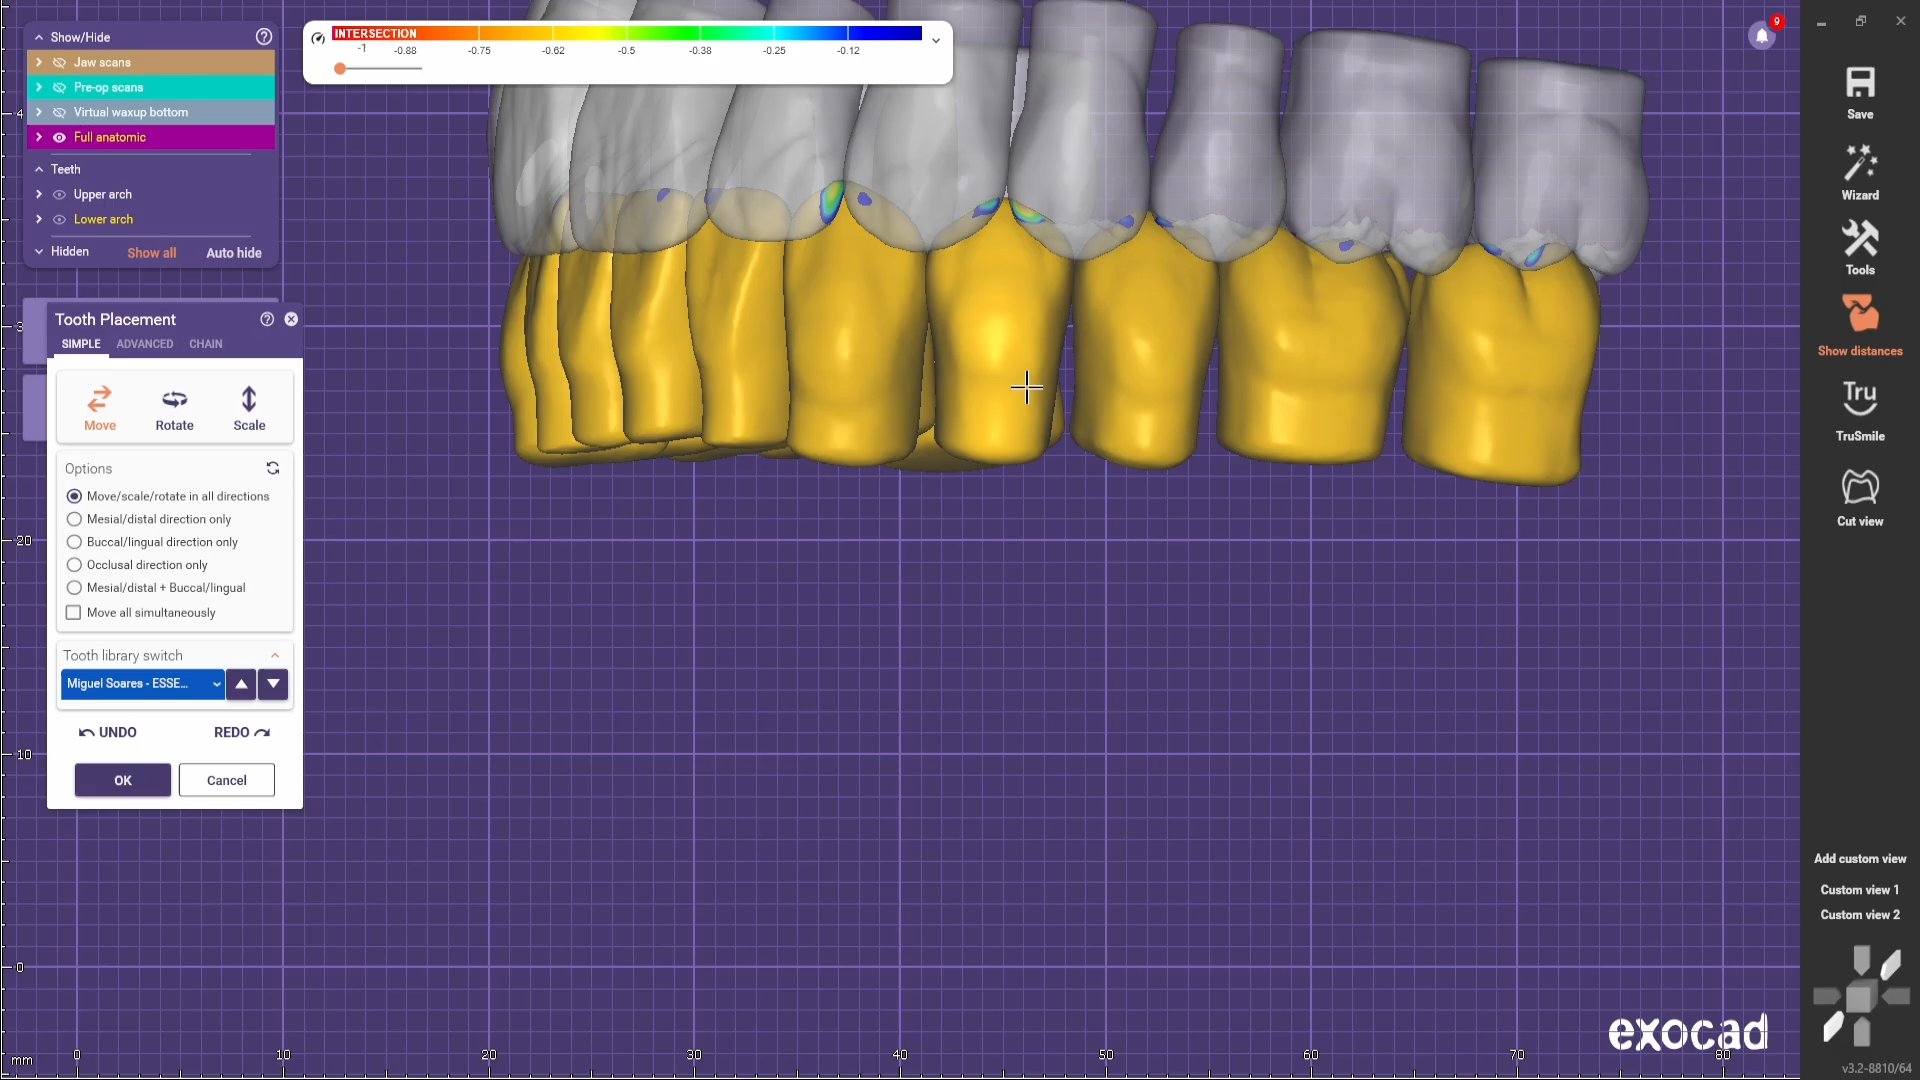 Show/Hide
Jaw scans
Pre-op scans
Virtual waxup bottom
Full anatomic
Teeth
Upper arch
Lower arch
Hidden Show all Auto hide
INTERSECTION
-1 -0.88 -0.75 -0.62 -0.5 -0.38 -0.25 -0.12
Tooth Placement
SIMPLE ADVANCED CHAIN
Move Rotate Scale
Options
Move/scale/rotate in all directions
Mesial/distal direction only
Buccal/lingual direction only
Occlusal direction only
Mesial/distal + Buccal/lingual
Move all simultaneously
Tooth library switch
Miguel Soares - ESSE...
UNDO REDO
OK Cancel
9
Save
Wizard
Tools
Show distances
Tru
TruSmile
Cut view
Add custom view
Custom view 1
Custom view 2
4
3
20
10
0
mm 0 10 20 30 40 50 60 70 80
exocad
v3.2-8810/64